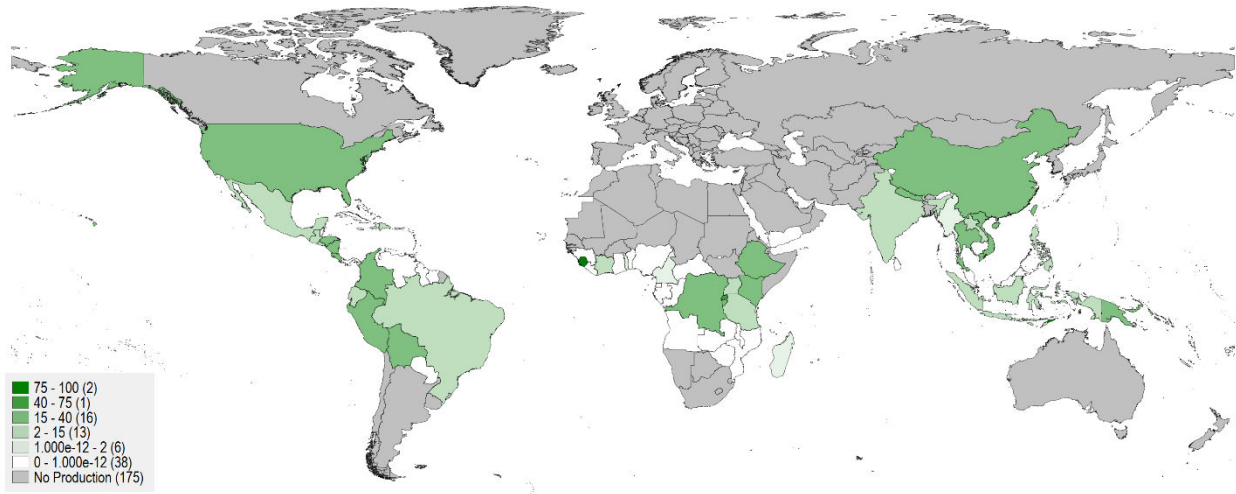 75 - 100 (2)
40 - 75 (1)
15 - 40 (16)
2 - 15 (13)
1.000e-12 - 2 (6)
0 - 1.000e-12 (38)
No Production (175)